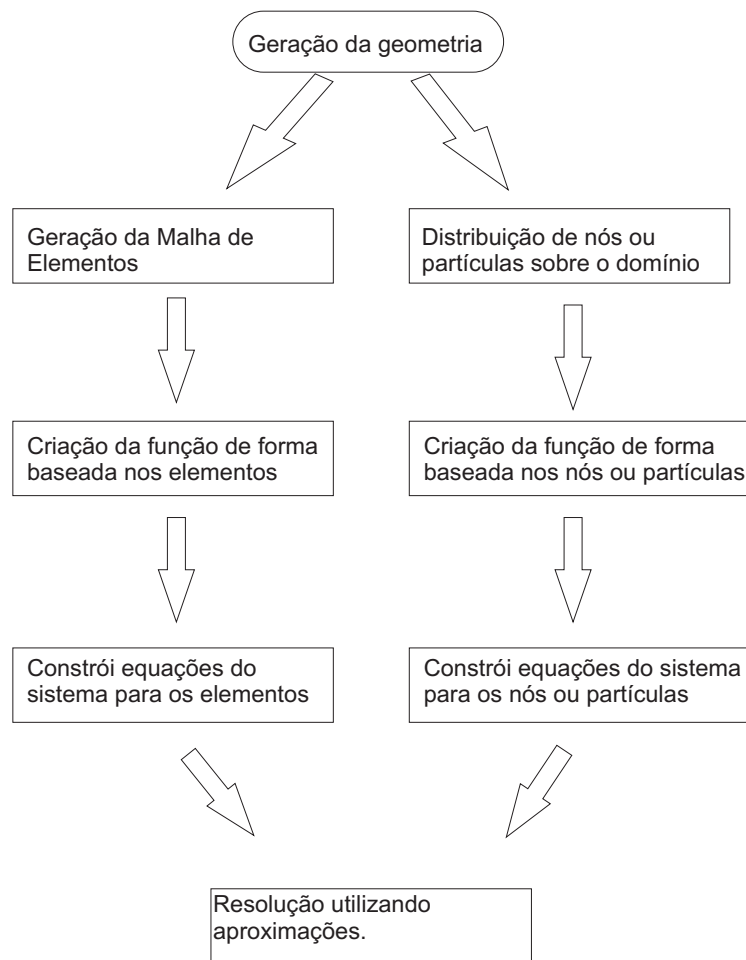 Geração da geometria
Geração da Malha de
Elementos
Distribuição de nós ou
partículas sobre o domínio
Criação da função de forma
baseada nos elementos
Criação da função de forma
baseada nos nós ou partículas
Constrói equações do
sistema para os elementos
Constrói equações do sistema
para os nós ou partículas
Resolução utilizando
aproximações.